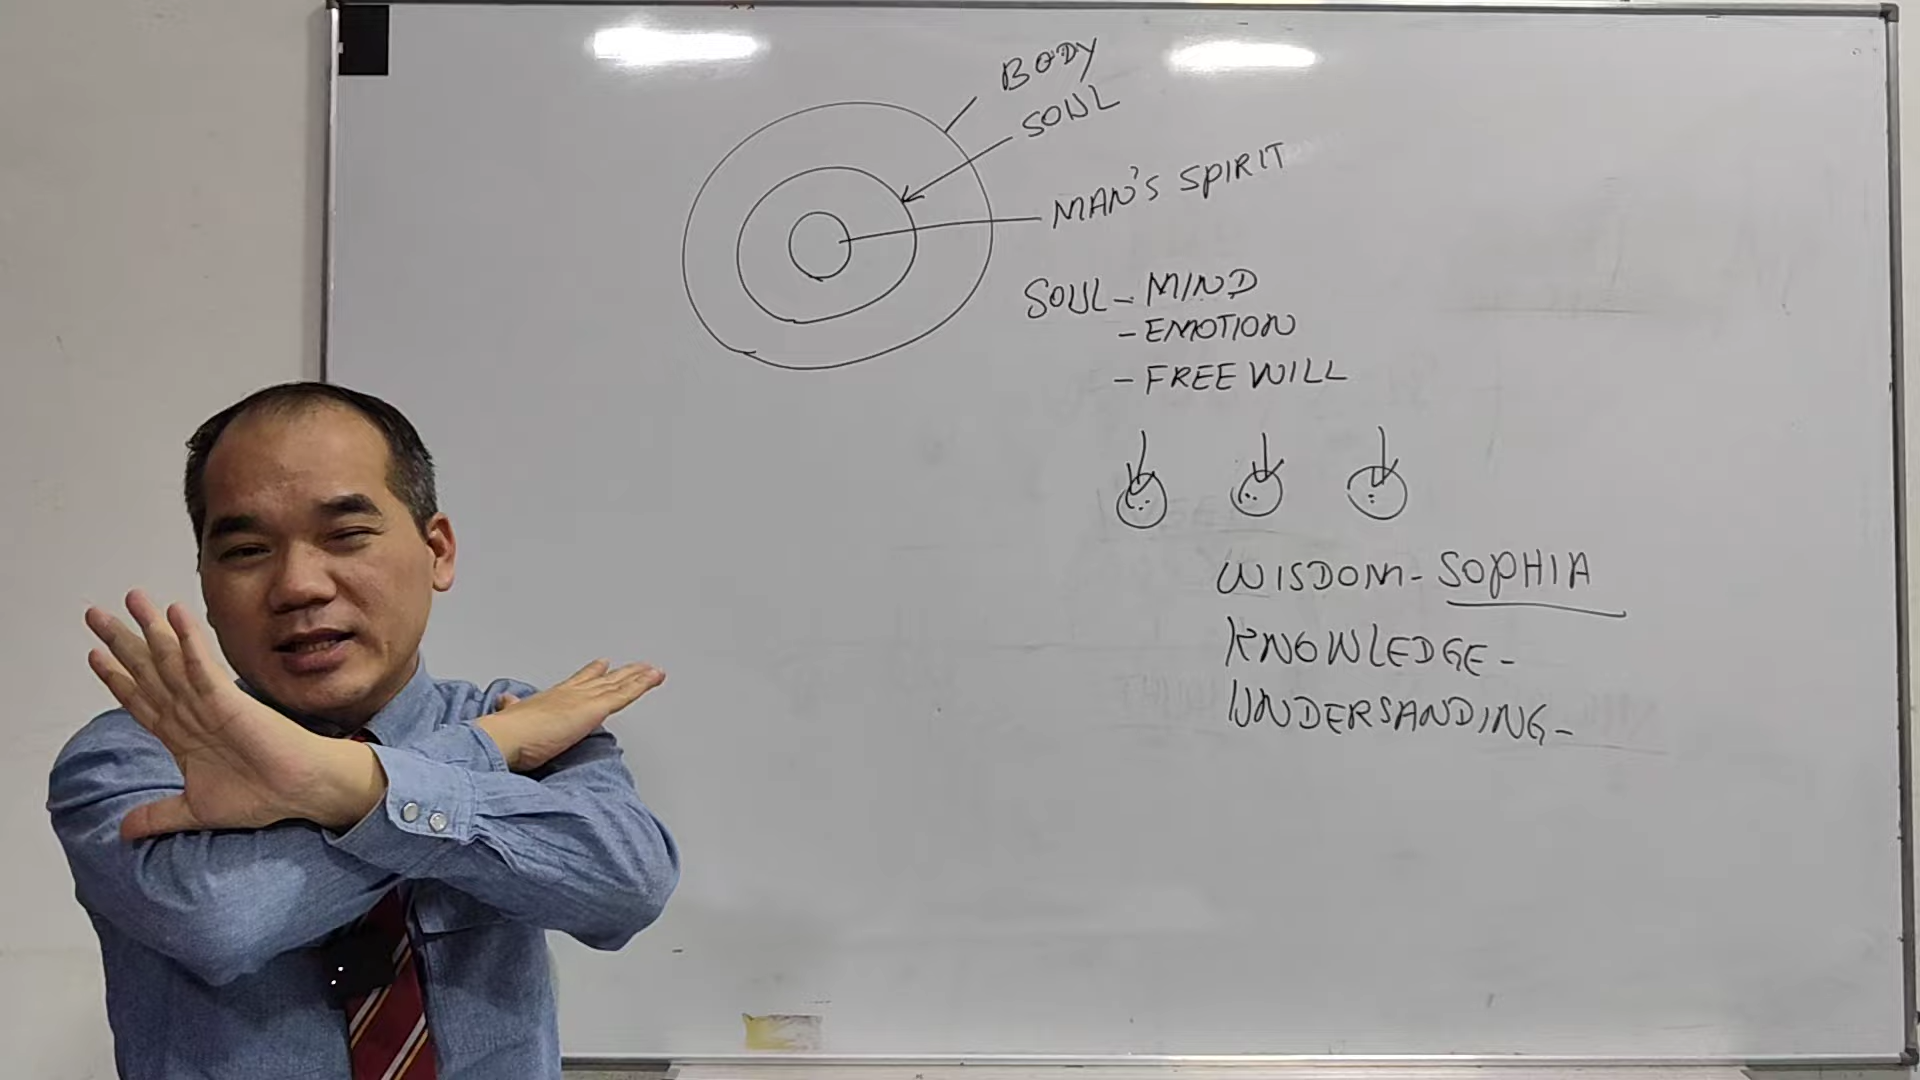 BODY
SOUL
MAN'S SPIRIT
SOUL - MIND
- EMOTION
- FREE WILL
WISDOM - SOPHIA
KNOWLEDGE -
UNDERSANDING -